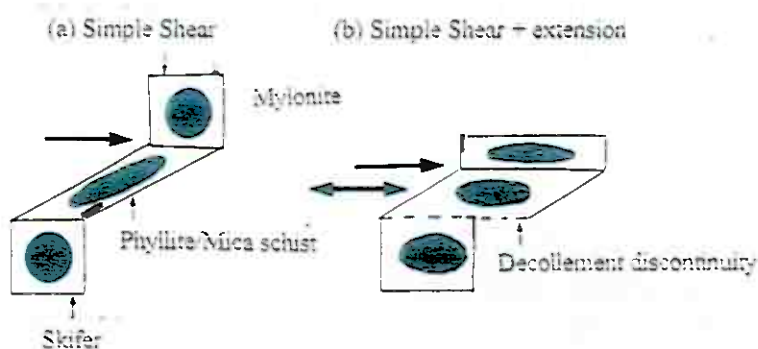 (a) Simple Shear
(b) Simple Shear + extension
Mylonite
Phyllite/Mica schist
Decollement discontinuity
Skifer